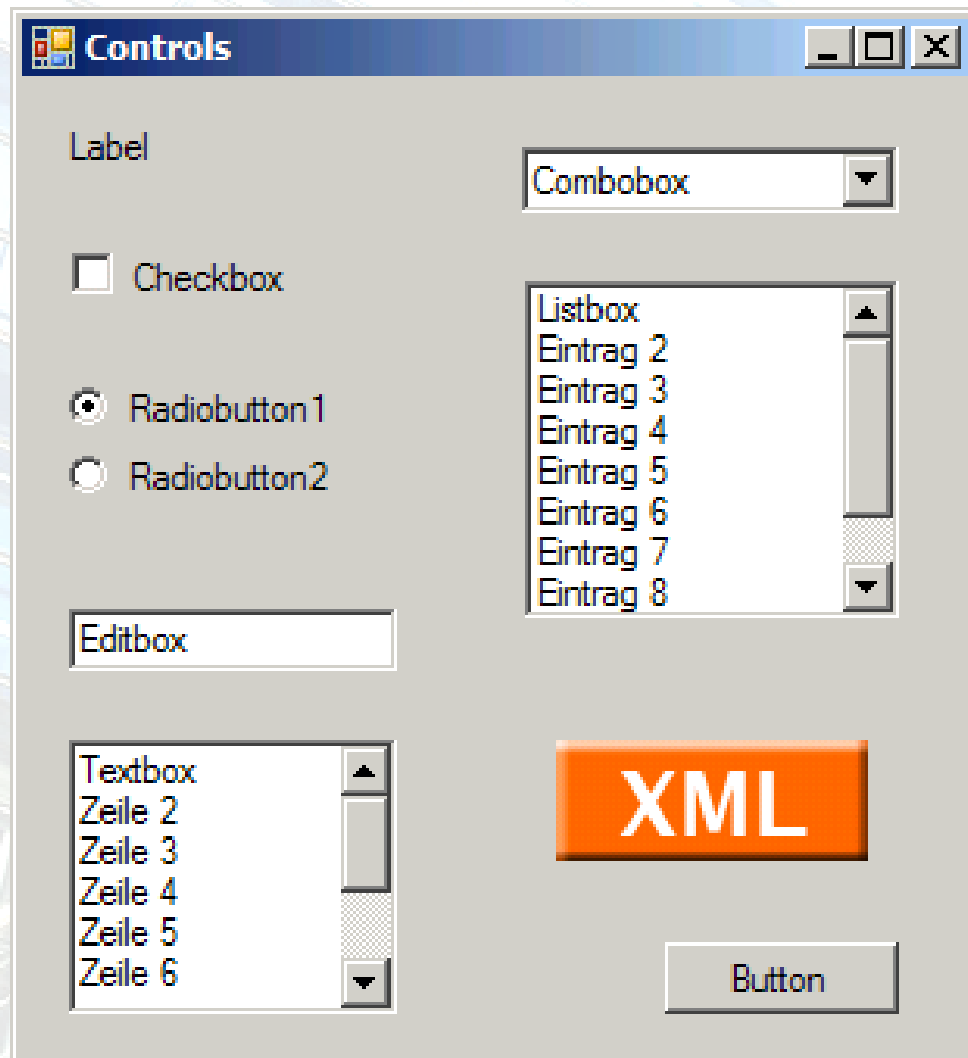 Controls
Label
Combobox
Checkbox
Radiobutton1
Radiobutton2
Listbox
Eintrag 2
Eintrag 3
Eintrag 4
Eintrag 5
Eintrag 6
Eintrag 7
Eintrag 8
Editbox
Textbox
Zeile 2
Zeile 3
Zeile 4
Zeile 5
Zeile 6
XML
Button